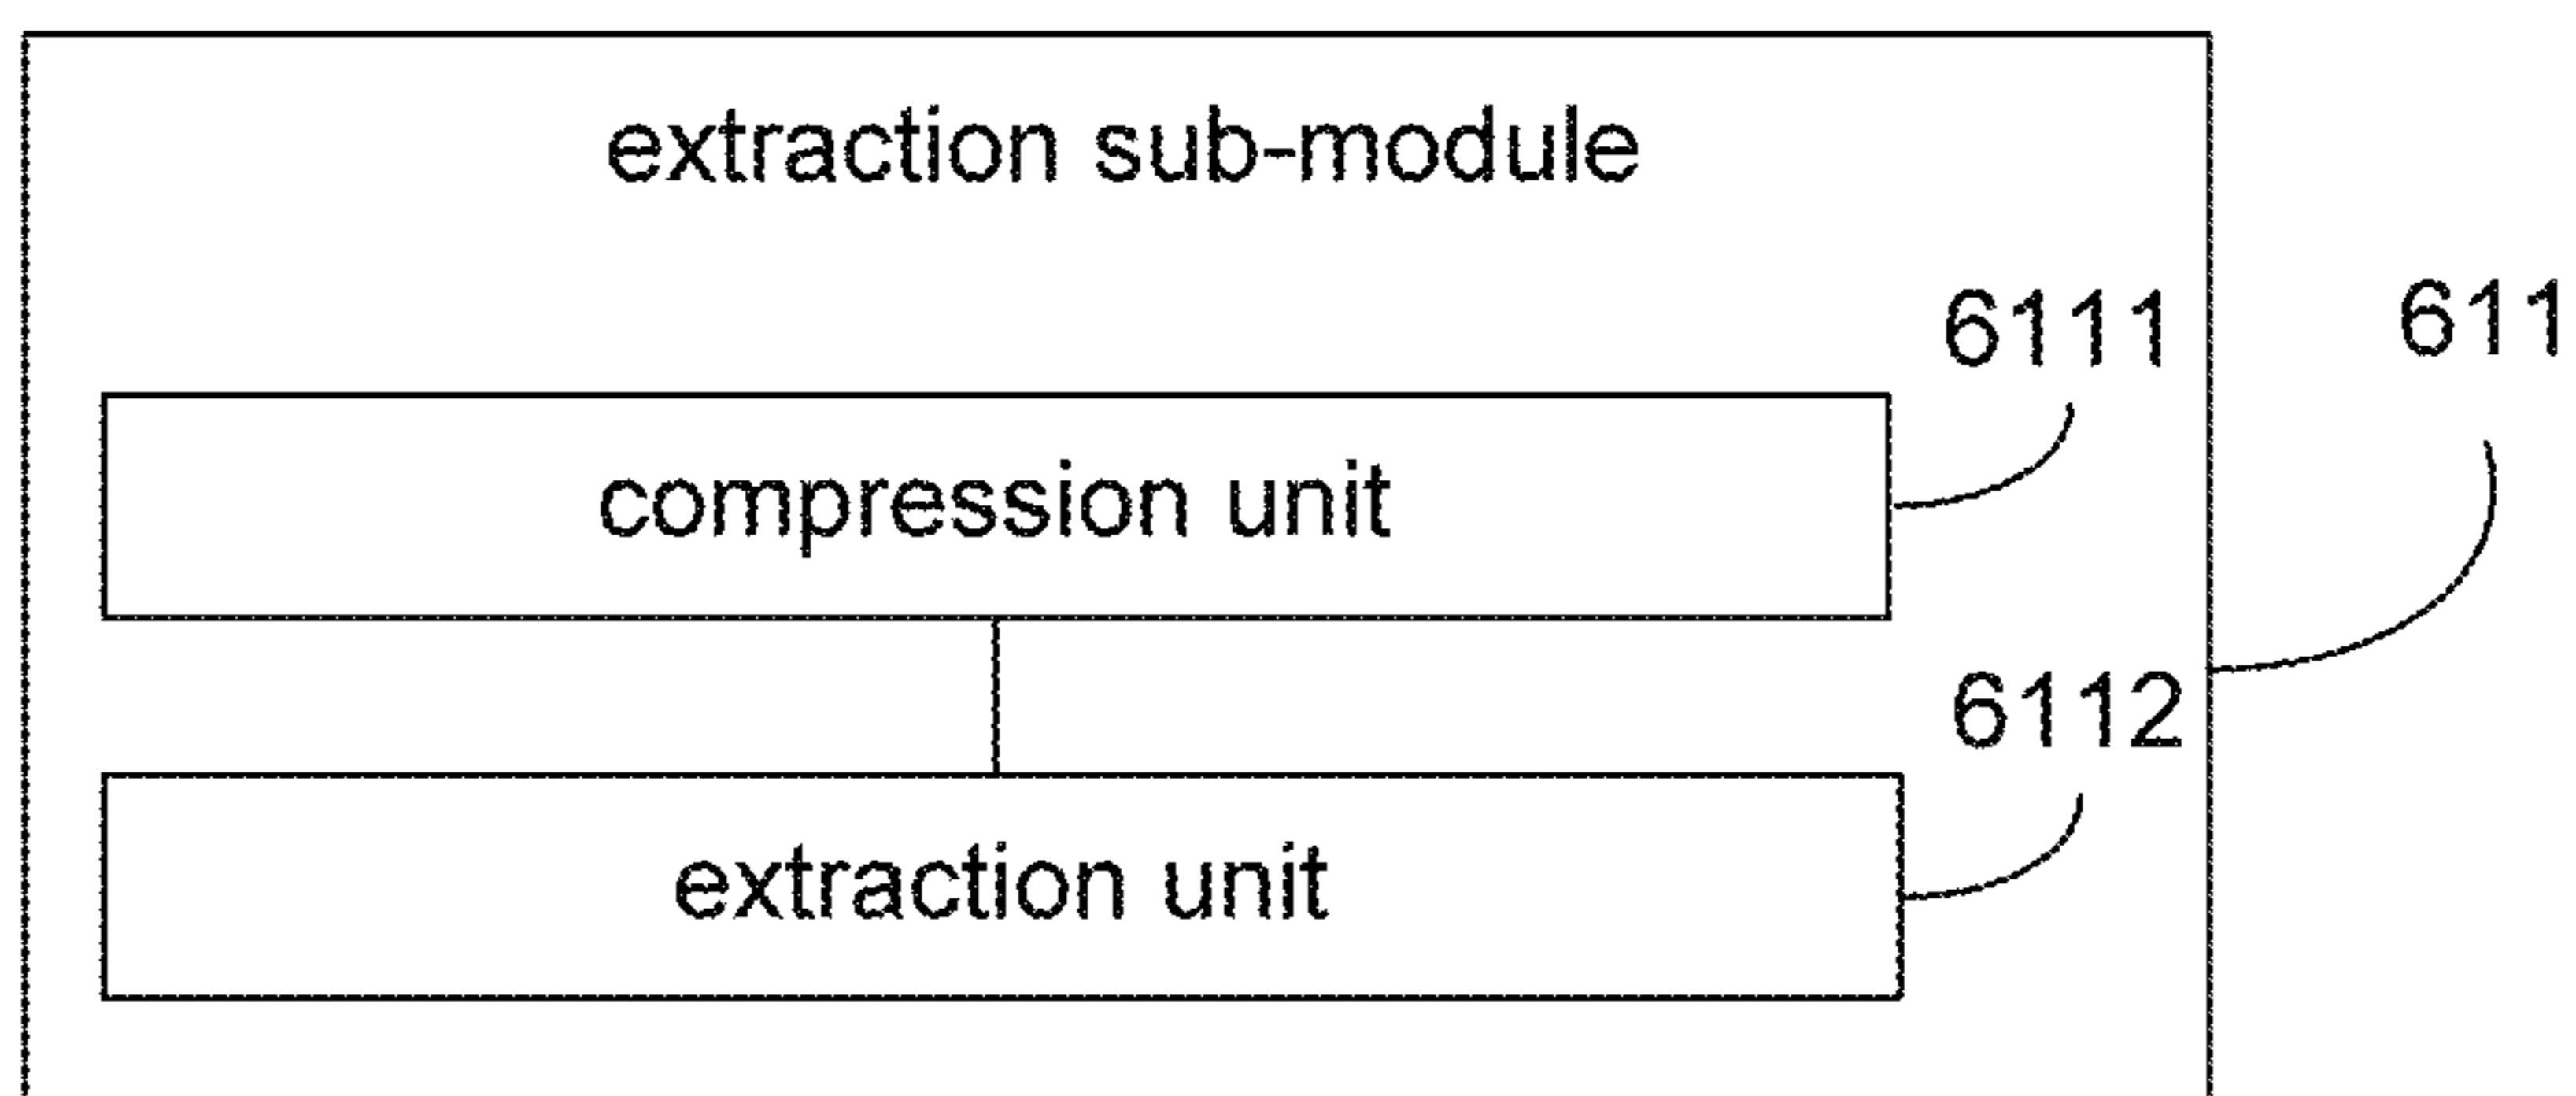 extraction sub-module
6111
611
compression unit
6112
extraction unit